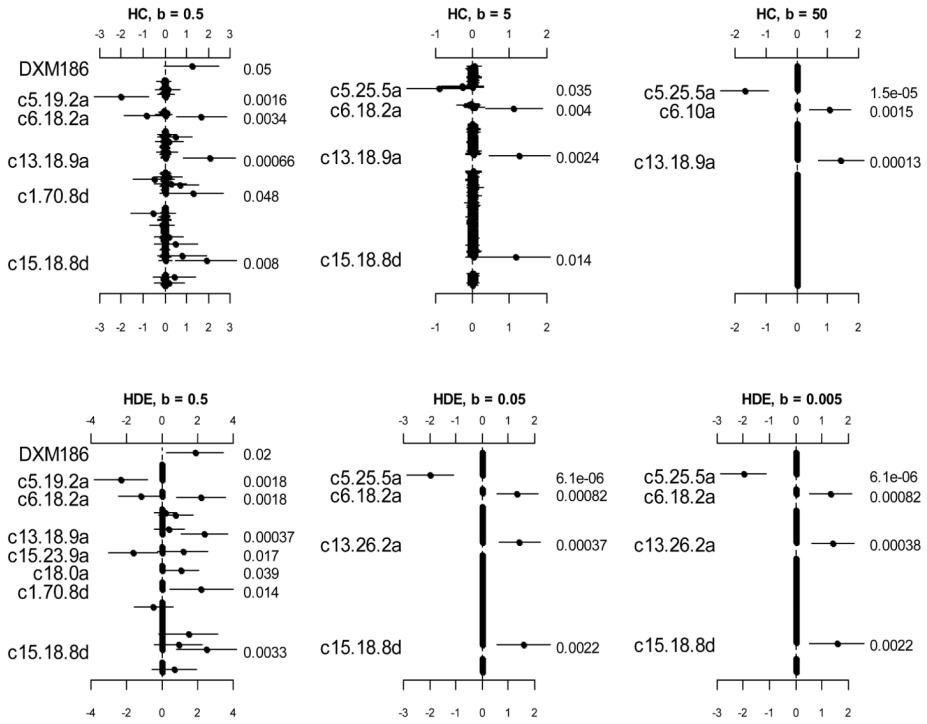 HC, b = 0.5
-3 -2 -1 0 1 2 3
DXM186 0.05
c5.19.2a 0.0016
c6.18.2a 0.0034
c13.18.9a 0.00066
c1.70.8d 0.048
c15.18.8d 0.008
-3 -2 -1 0 1 2 3
HC, b = 5
-1 0 1 2
c5.25.5a 0.035
c6.18.2a 0.004
c13.18.9a 0.0024
c15.18.8d 0.014
-1 0 1 2
HC, b = 50
-2 -1 0 1 2
c5.25.5a 1.5e-05
c6.10a 0.0015
c13.18.9a 0.00013
-2 -1 0 1 2
HDE, b = 0.5
-4 -2 0 2 4
DXM186 0.02
c5.19.2a 0.0018
c6.18.2a 0.0018
c13.18.9a 0.00037
c15.23.9a 0.017
c18.0a 0.039
c1.70.8d 0.014
c15.18.8d 0.0033
-4 -2 0 2 4
HDE, b = 0.05
-3 -2 -1 0 1 2
c5.25.5a 6.1e-06
c6.18.2a 0.00082
c13.26.2a 0.00037
c15.18.8d 0.0022
-3 -2 -1 0 1 2
HDE, b = 0.005
-3 -2 -1 0 1 2
c5.25.5a 6.1e-06
c6.18.2a 0.00082
c13.26.2a 0.00038
c15.18.8d 0.0022
-3 -2 -1 0 1 2